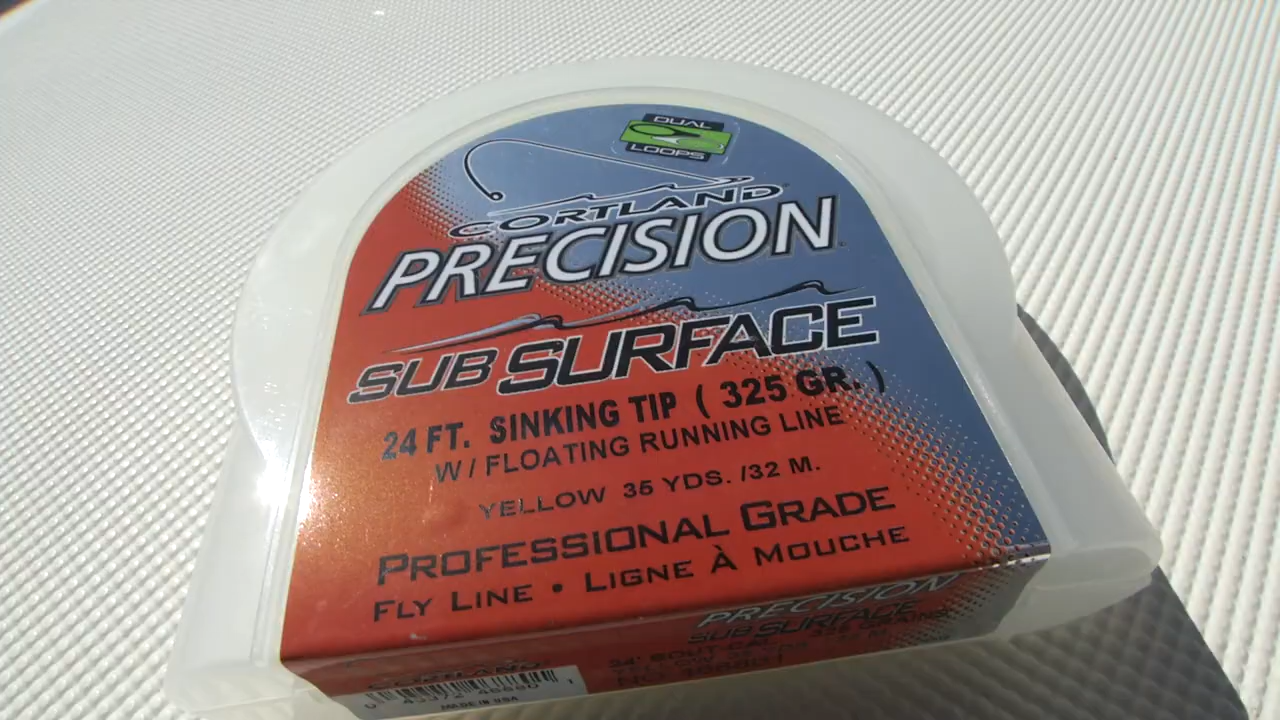 DUAL
LOOPS
CORTLAND
PRECISION
SUB SURFACE
24 FT. SINKING TIP ( 325 GR. )
W / FLOATING RUNNING LINE
YELLOW 35 YDS. /32 M.
PROFESSIONAL GRADE
FLY LINE • LIGNE À MOUCHE
PRECISION
SUB SURFACE
CORTLAND
MADE IN USA